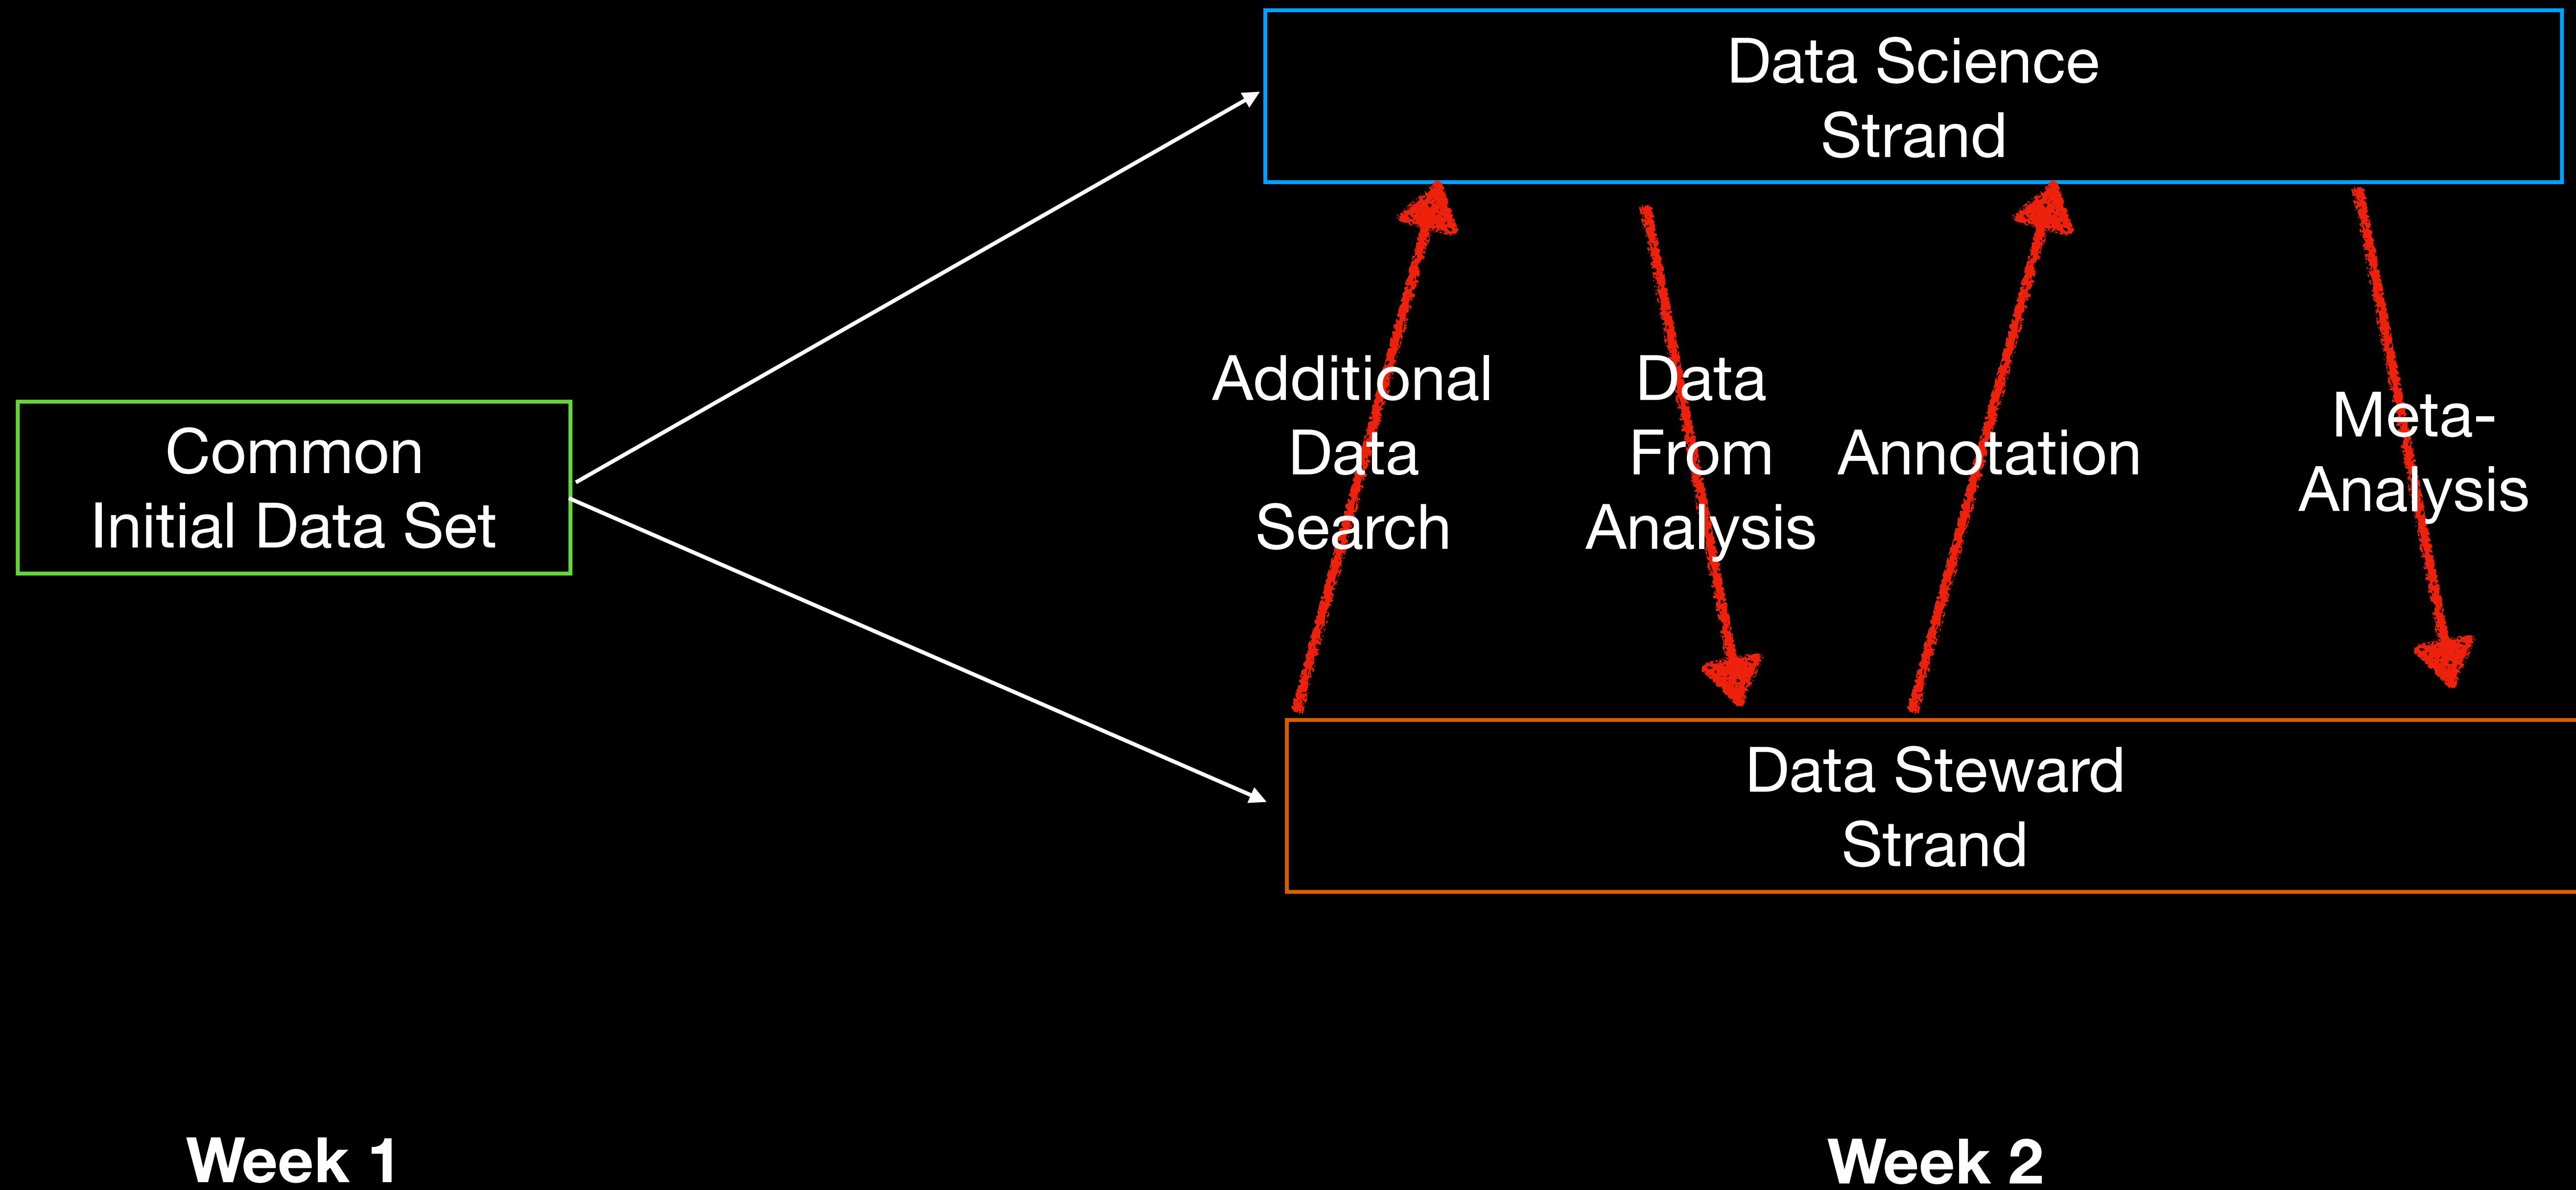 Data Science
Strand
Common
Initial Data Set
Additional
Data
Search
Data
From
Analysis
Annotation
Meta-
Analysis
Data Steward
Strand
Week 1
Week 2